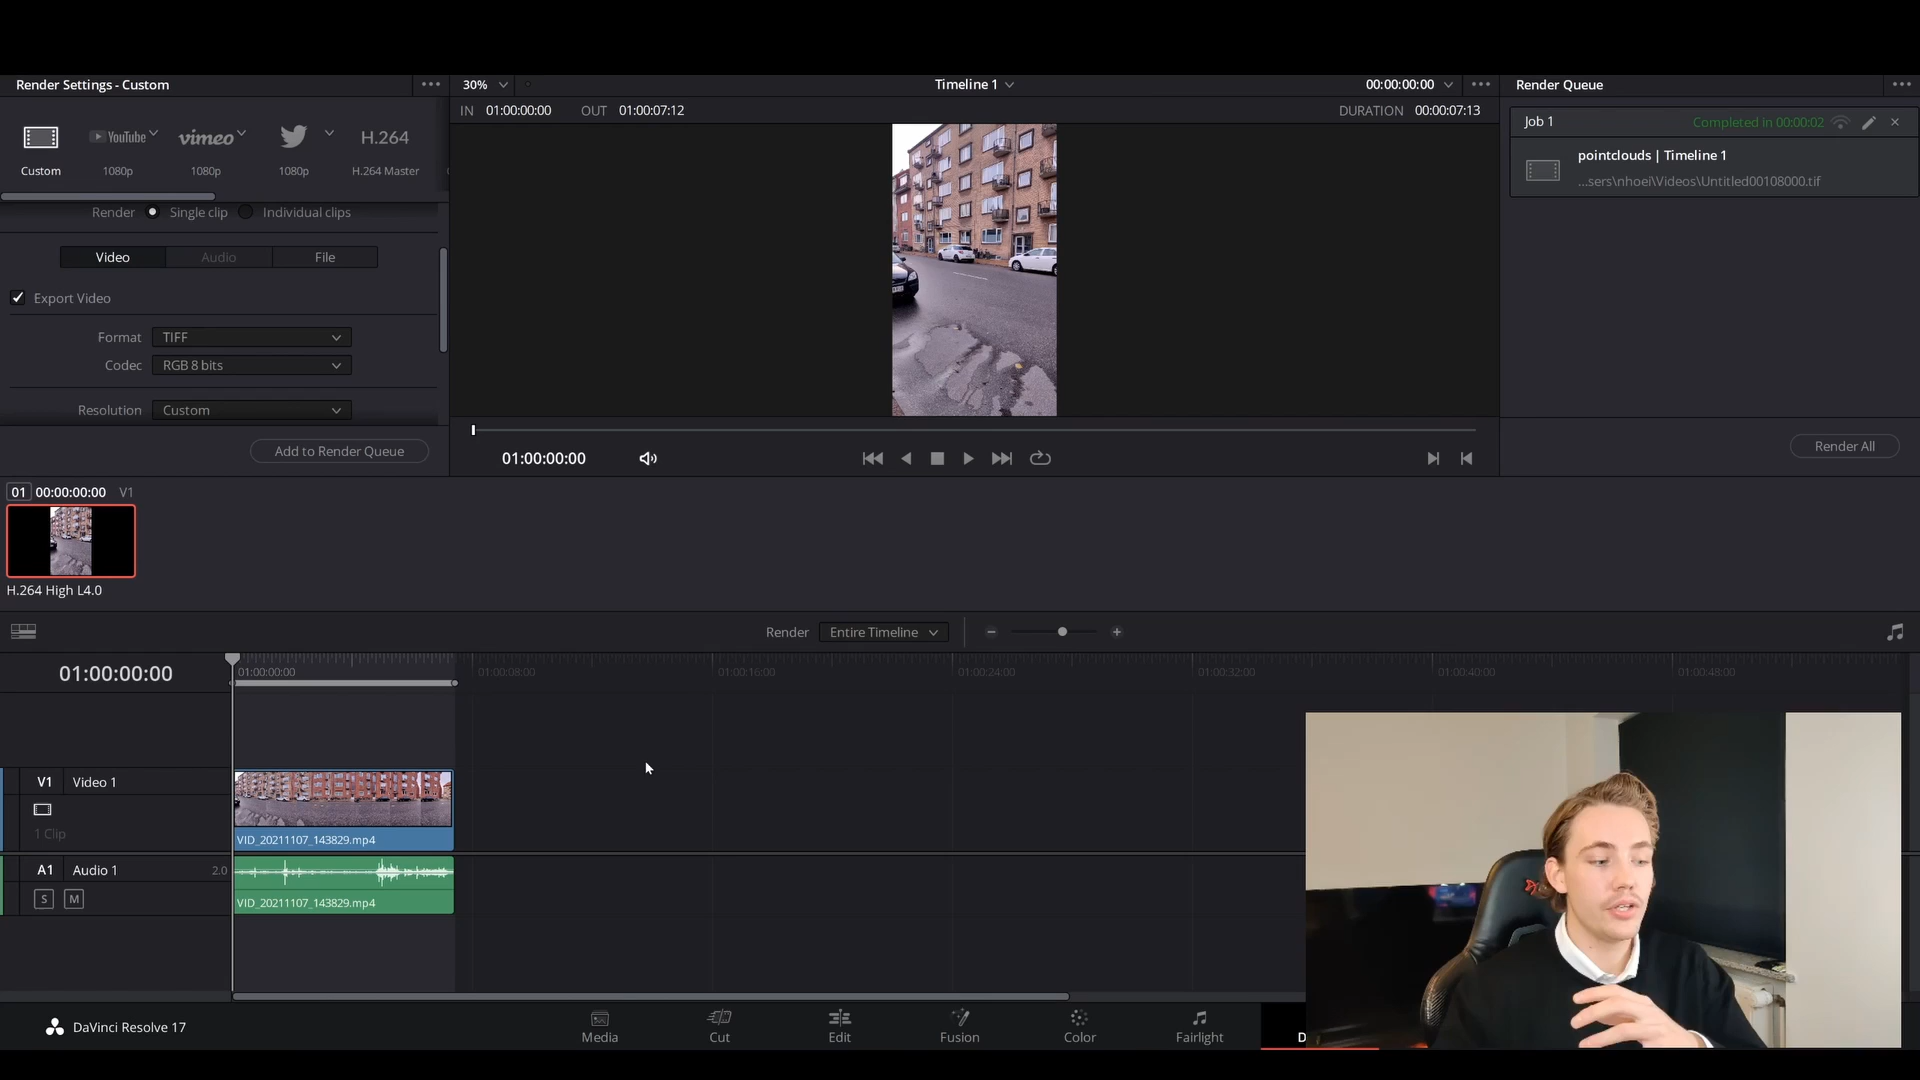 Render Settings - Custom
30%
Timeline 1
00:00:00:00
Render Queue
IN 01:00:00:00 OUT 01:00:07:12
DURATION 00:00:07:13
Custom
YouTube
1080p
vimeo
1080p
1080p
H.264
H.264 Master
Job 1
Completed in 00:00:02
pointclouds | Timeline 1
...sers\nhoei\Videos\Untitled00108000.tif
Render Single clip Individual clips
Video
Audio
File
Export Video
Format TIFF
Codec RGB 8 bits
Resolution Custom
Add to Render Queue
01:00:00:00
Render All
01 00:00:00:00 V1
H.264 High L4.0
Render Entire Timeline
01:00:00:00
01:00:00:00
01:00:08:00
01:00:16:00
01:00:24:00
01:00:32:00
01:00:40:00
01:00:48:00
V1 Video 1
1 Clip
VID_20211107_143829.mp4
A1 Audio 1 2.0
S M
VID_20211107_143829.mp4
DaVinci Resolve 17
Media
Cut
Edit
Fusion
Color
Fairlight
D